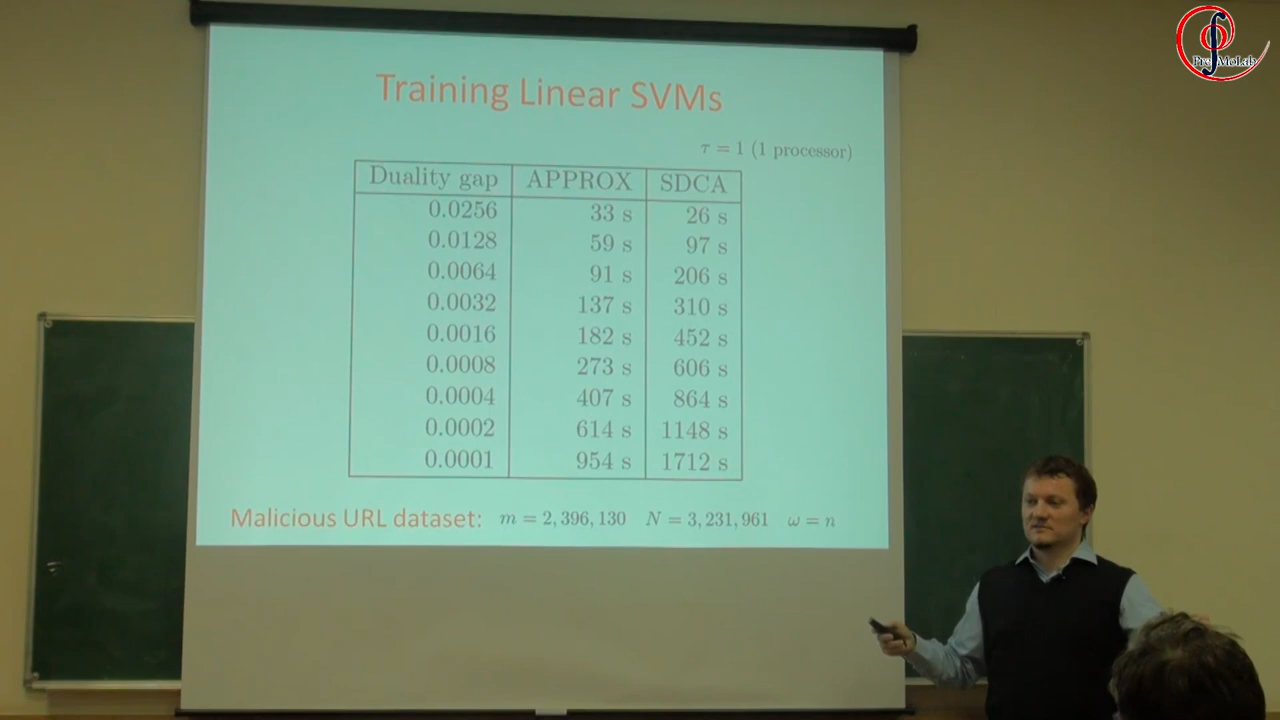 Training Linear SVMs
τ = 1 (1 processor)
Duality gap APPROX SDCA
0.0256 33 s 26 s
0.0128 59 s 97 s
0.0064 91 s 206 s
0.0032 137 s 310 s
0.0016 182 s 452 s
0.0008 273 s 606 s
0.0004 407 s 864 s
0.0002 614 s 1148 s
0.0001 954 s 1712 s
Malicious URL dataset: m = 2, 396, 130 N = 3, 231, 961 ω = n